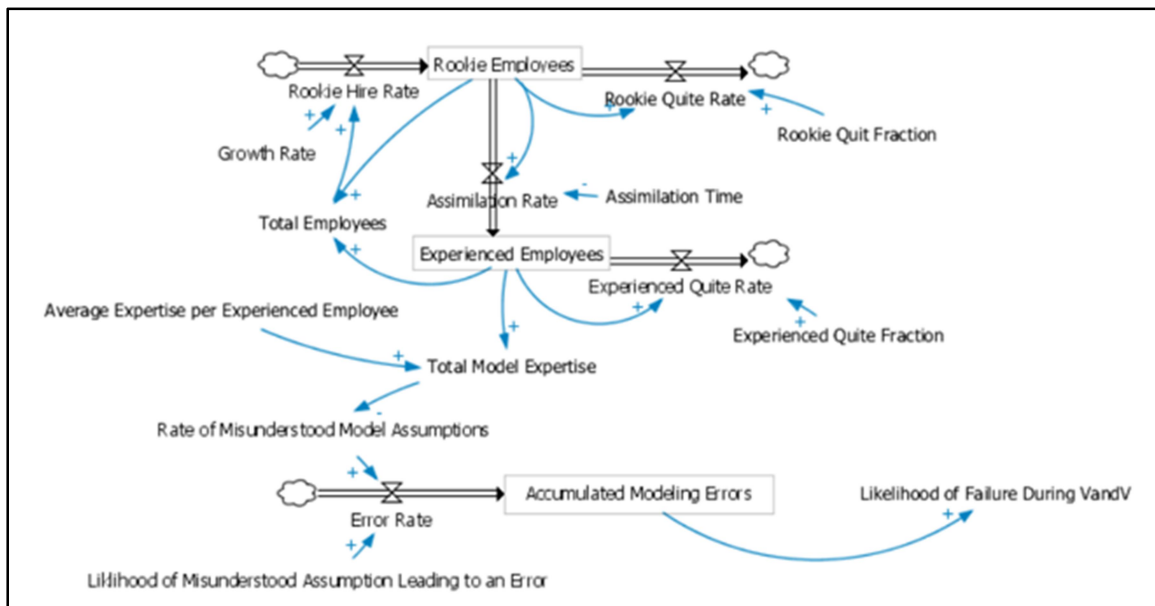 Rookie Employees
Rookie Hire Rate
Rookie Quite Rate
+
+
+
+
Growth Rate
Rookie Quit Fraction
+
-
+
Assimilation Rate
Assimilation Time
Total Employees
+
Experienced Employees
Experienced Quite Rate
Average Expertise per Experienced Employee
+
+
+
Experienced Quite Fraction
+
Total Model Expertise
-
Rate of Misunderstood Model Assumptions
+
Accumulated Modeling Errors
Likelihood of Failure During VandV
Error Rate
+
+
Liklihood of Misunderstood Assumption Leading to an Error